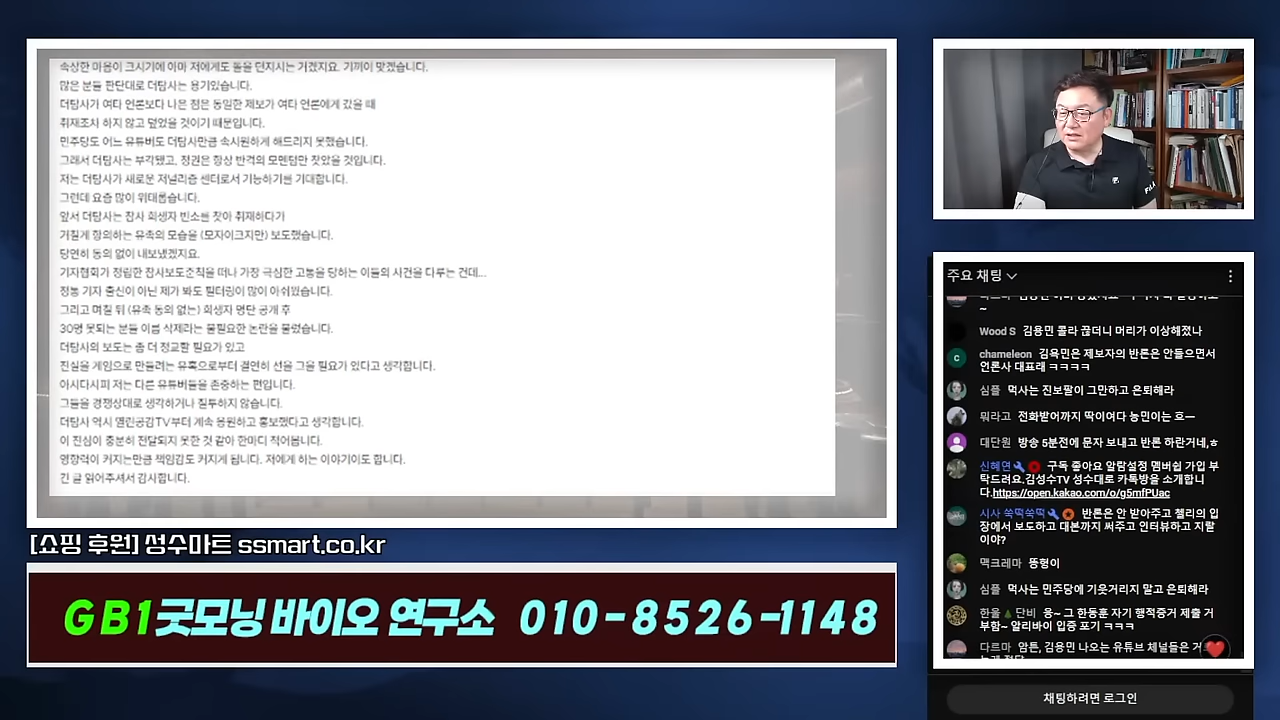 속상한 마음이 크시기에 아마 저에게도 돌을 던지시는 거겠지요. 기꺼이 맞겠습니다.
많은 분들 판단대로 더탐사는 용기있습니다.
더탐사가 여타 언론보다 나은 점은 동일한 제보가 여타 언론에게 갔을 때
취재조차 하지 않고 덮었을 것이기 때문입니다.
민주당도 어느 유튜버도 더탐사만큼 속시원하게 해드리지 못했습니다.
그래서 더탐사는 부각됐고, 정권은 항상 반격의 모멘텀만 찾았을 것입니다.
저는 더탐사가 새로운 저널리즘 센터로서 기능하기를 기대합니다.
그런데 요즘 많이 위태롭습니다.
앞서 더탐사는 참사 희생자 빈소를 찾아 취재하다가
거칠게 항의하는 유족의 모습을 (모자이크지만) 보도했습니다.
당연히 동의 없이 내보냈겠지요.
기자협회가 정립한 참사보도준칙을 떠나 가장 극심한 고통을 당하는 이들의 사건을 다루는 건데...
정통 기자 출신이 아닌 제가 봐도 필터링이 많이 아쉬웠습니다.
그리고 며칠 뒤 (유족 동의 없는) 희생자 명단 공개 후
30명 못되는 분들 이름 삭제라는 불필요한 논란을 불렀습니다.
더탐사의 보도는 좀 더 정교할 필요가 있고
진실을 게임으로 만들려는 유혹으로부터 결연히 선을 그을 필요가 있다고 생각합니다.
아시다시피 저는 다른 유튜버들을 존중하는 편입니다.
그들을 경쟁상대로 생각하거나 질투하지 않습니다.
더탐사 역시 열린공감TV부터 계속 응원하고 홍보했다고 생각합니다.
이 진심이 충분히 전달되지 못한 것 같아 한마디 적어봅니다.
영향력이 커지는만큼 책임감도 커지게 됩니다. 저에게 하는 이야기이도 합니다.
긴 글 읽어주셔서 감사합니다.
FILA
[쇼핑 후원] 성수마트 ssmart.co.kr
GB1굿모닝 바이오 연구소 010-8526-1148
주요 채팅
~
Wood S 김용민 콜라 끊더니 머리가 이상해졌나
C
chameleon 김욕민은 제보자의 반론은 안들으면서
언론사 대표래 ㅋㅋㅋㅋ
심플 먹사는 진보팔이 그만하고 은퇴해라
뭐라고 전화받어까지 딱이여다 능민이는 흐ㅡ
대단원 방송 5분전에 문자 보내고 반론 하란거네,ㅎ
신혜연 구독 좋아요 알람설정 멤버쉽 가입 부
탁드러요.김성수TV 성수대로 카톡방을 소개합니
다.https://open.kakao.com/o/g5mfPUac
시사 쑥떡쑥떡 반론은 안 받아주고 첼리의 입
장에서 보도하고 대본까지 써주고 인터뷰하고 지랄
이야?
맥크레마 뚱형이
심플 먹사는 민주당에 기웃거리지 말고 은퇴해라
한울 단비 옹~ 그 한동훈 자기 행적증거 제출 거
부함~ 알리바이 입증 포기 ㅋㅋㅋ
다르마 암튼, 김용민 나오는 유튜브 채널들은
채팅하려면 로그인